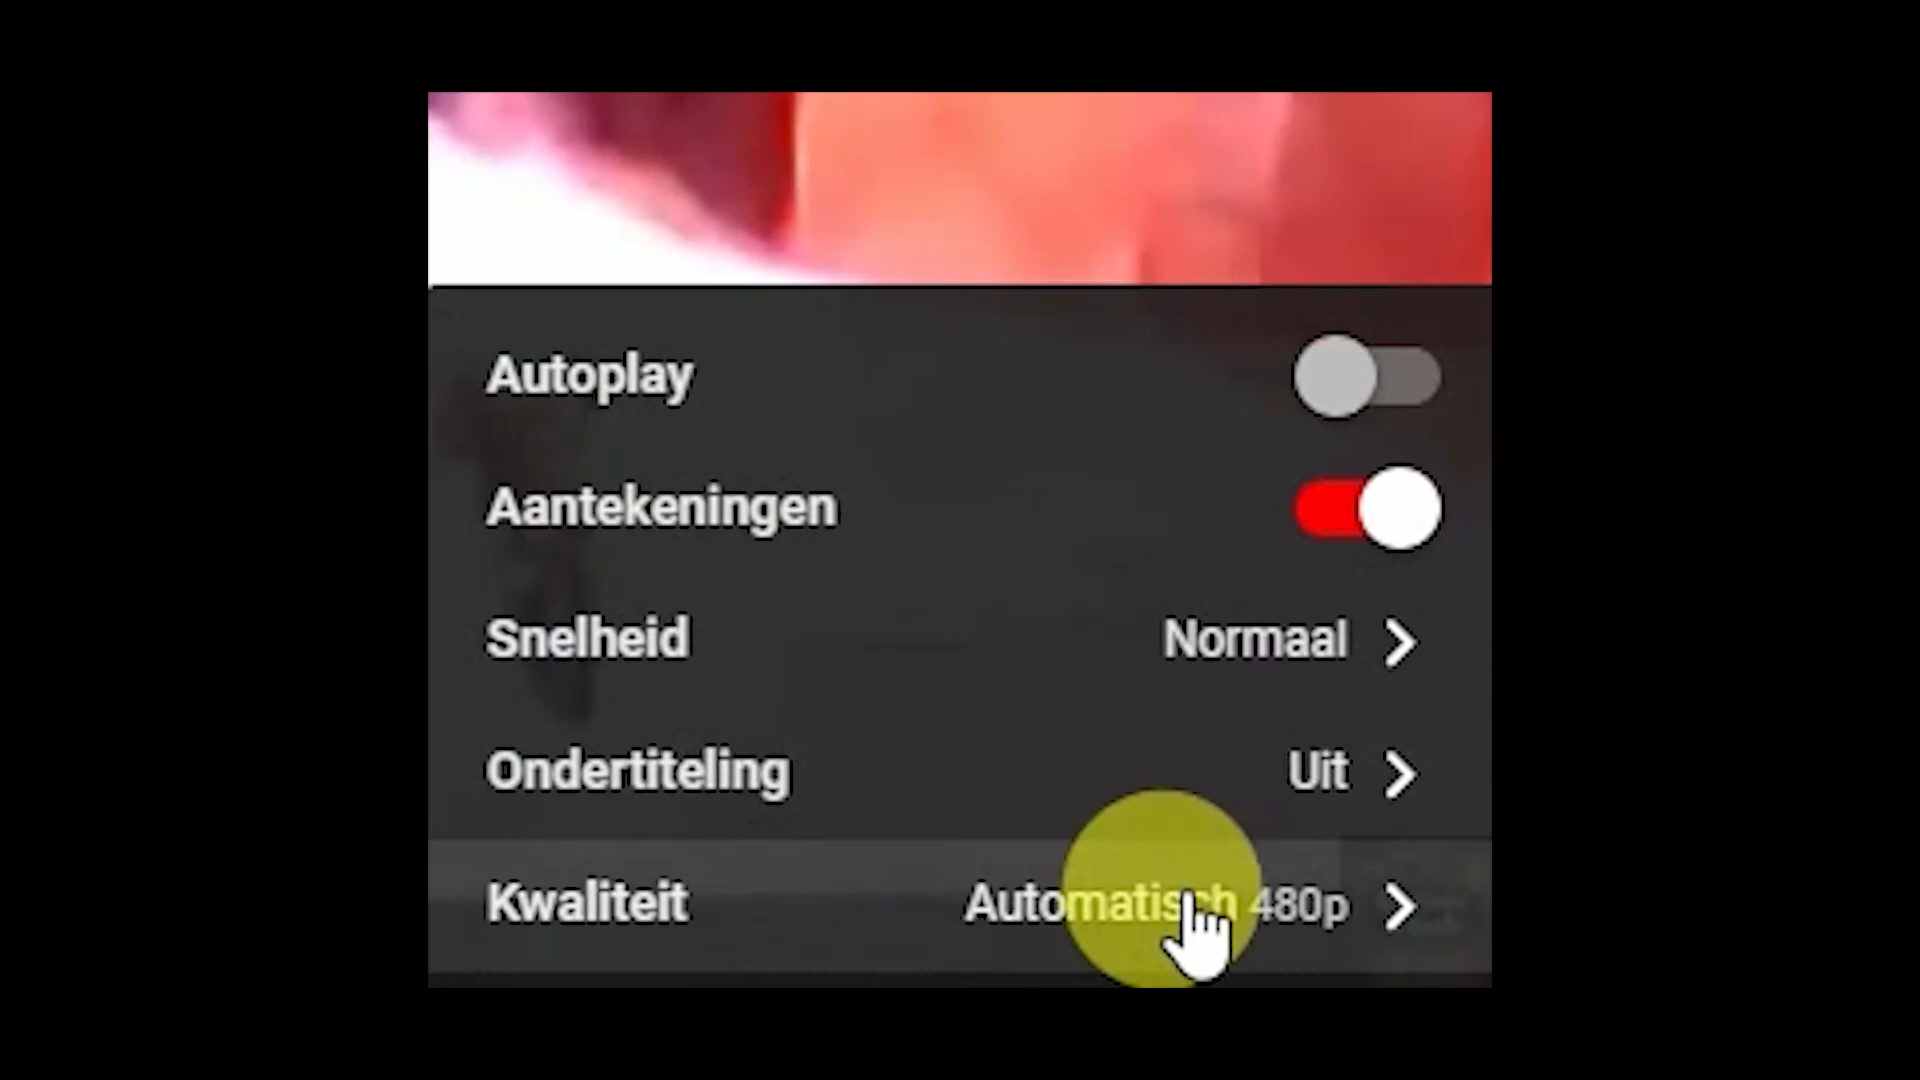 Autoplay
Aantekeningen
Snelheid Normaal
Ondertiteling Uit
Kwaliteit Automatisch 480p